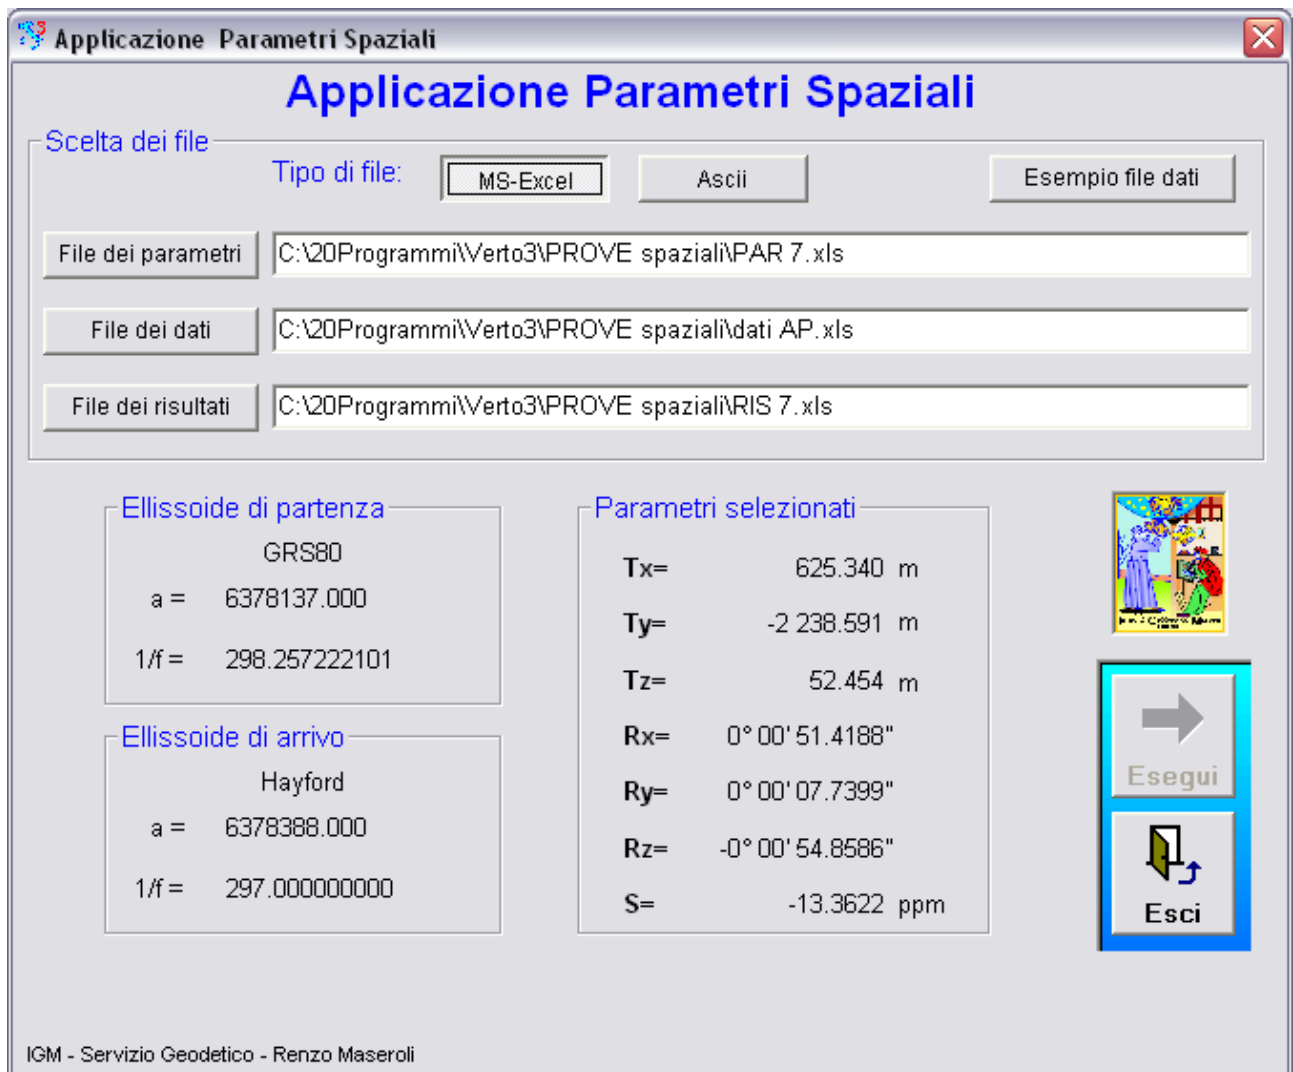 Applicazione Parametri Spaziali
Applicazione Parametri Spaziali
Scelta dei file
Tipo di file: MS-Excel Ascii Esempio file dati
File dei parametri C:\20Programmi\Verto3\PROVE spaziali\PAR 7.xls
File dei dati C:\20Programmi\Verto3\PROVE spaziali\dati AP.xls
File dei risultati C:\20Programmi\Verto3\PROVE spaziali\RIS 7.xls
Ellissoide di partenza
GRS80
a = 6378137.000
1/f = 298.257222101
Ellissoide di arrivo
Hayford
a = 6378388.000
1/f = 297.000000000
Parametri selezionati
Tx= 625.340 m
Ty= -2 238.591 m
Tz= 52.454 m
Rx= 0° 00' 51.4188"
Ry= 0° 00' 07.7399"
Rz= -0° 00' 54.8586"
S= -13.3622 ppm
Esegui
Esci
IGM - Servizio Geodetico - Renzo Maseroli